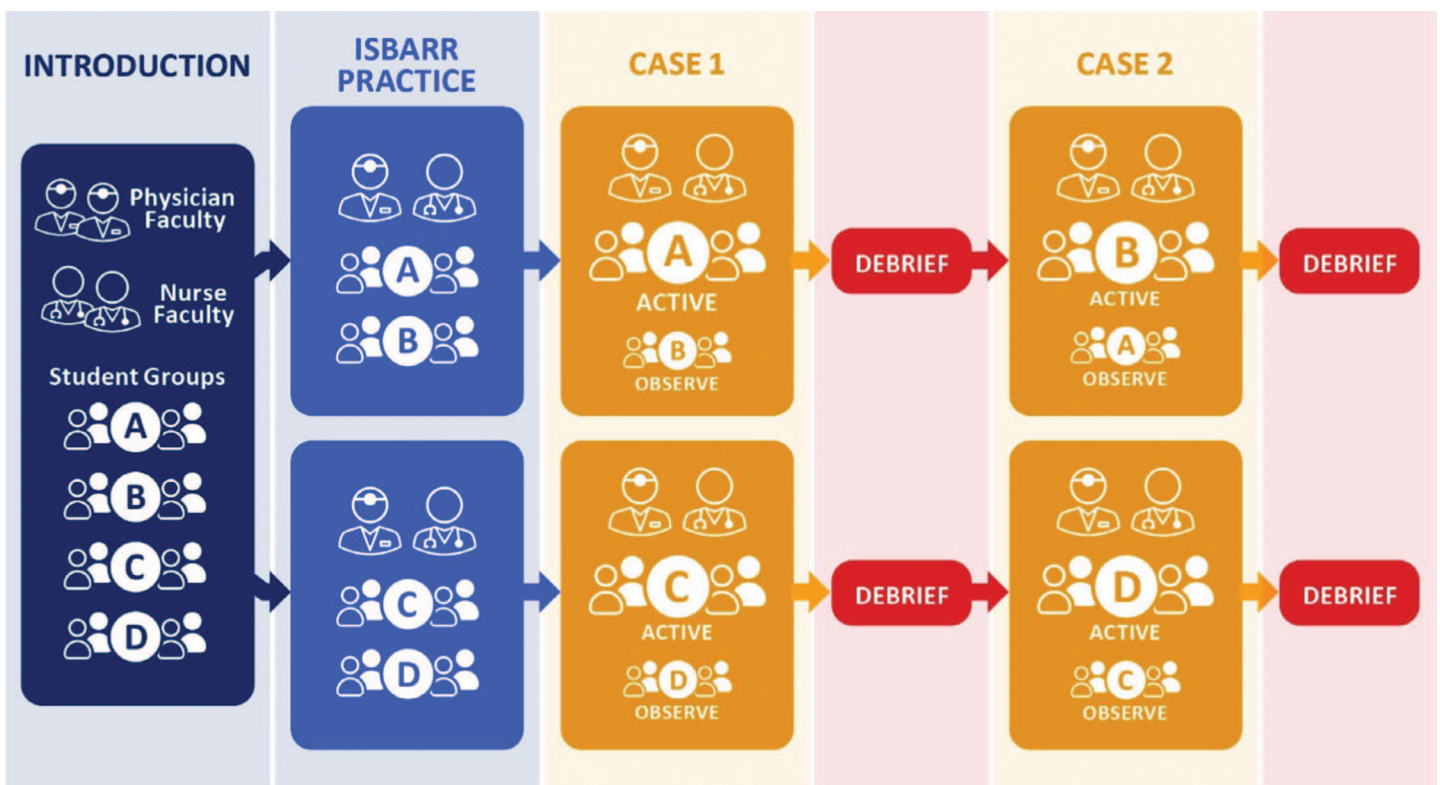 INTRODUCTION
Physician
Faculty
Nurse
Faculty
Student Groups
A
B
C
D
ISBARR
PRACTICE
A
B
C
D
CASE 1
A
ACTIVE
B
OBSERVE
C
ACTIVE
D
OBSERVE
DEBRIEF
DEBRIEF
CASE 2
B
ACTIVE
A
OBSERVE
D
ACTIVE
C
OBSERVE
DEBRIEF
DEBRIEF